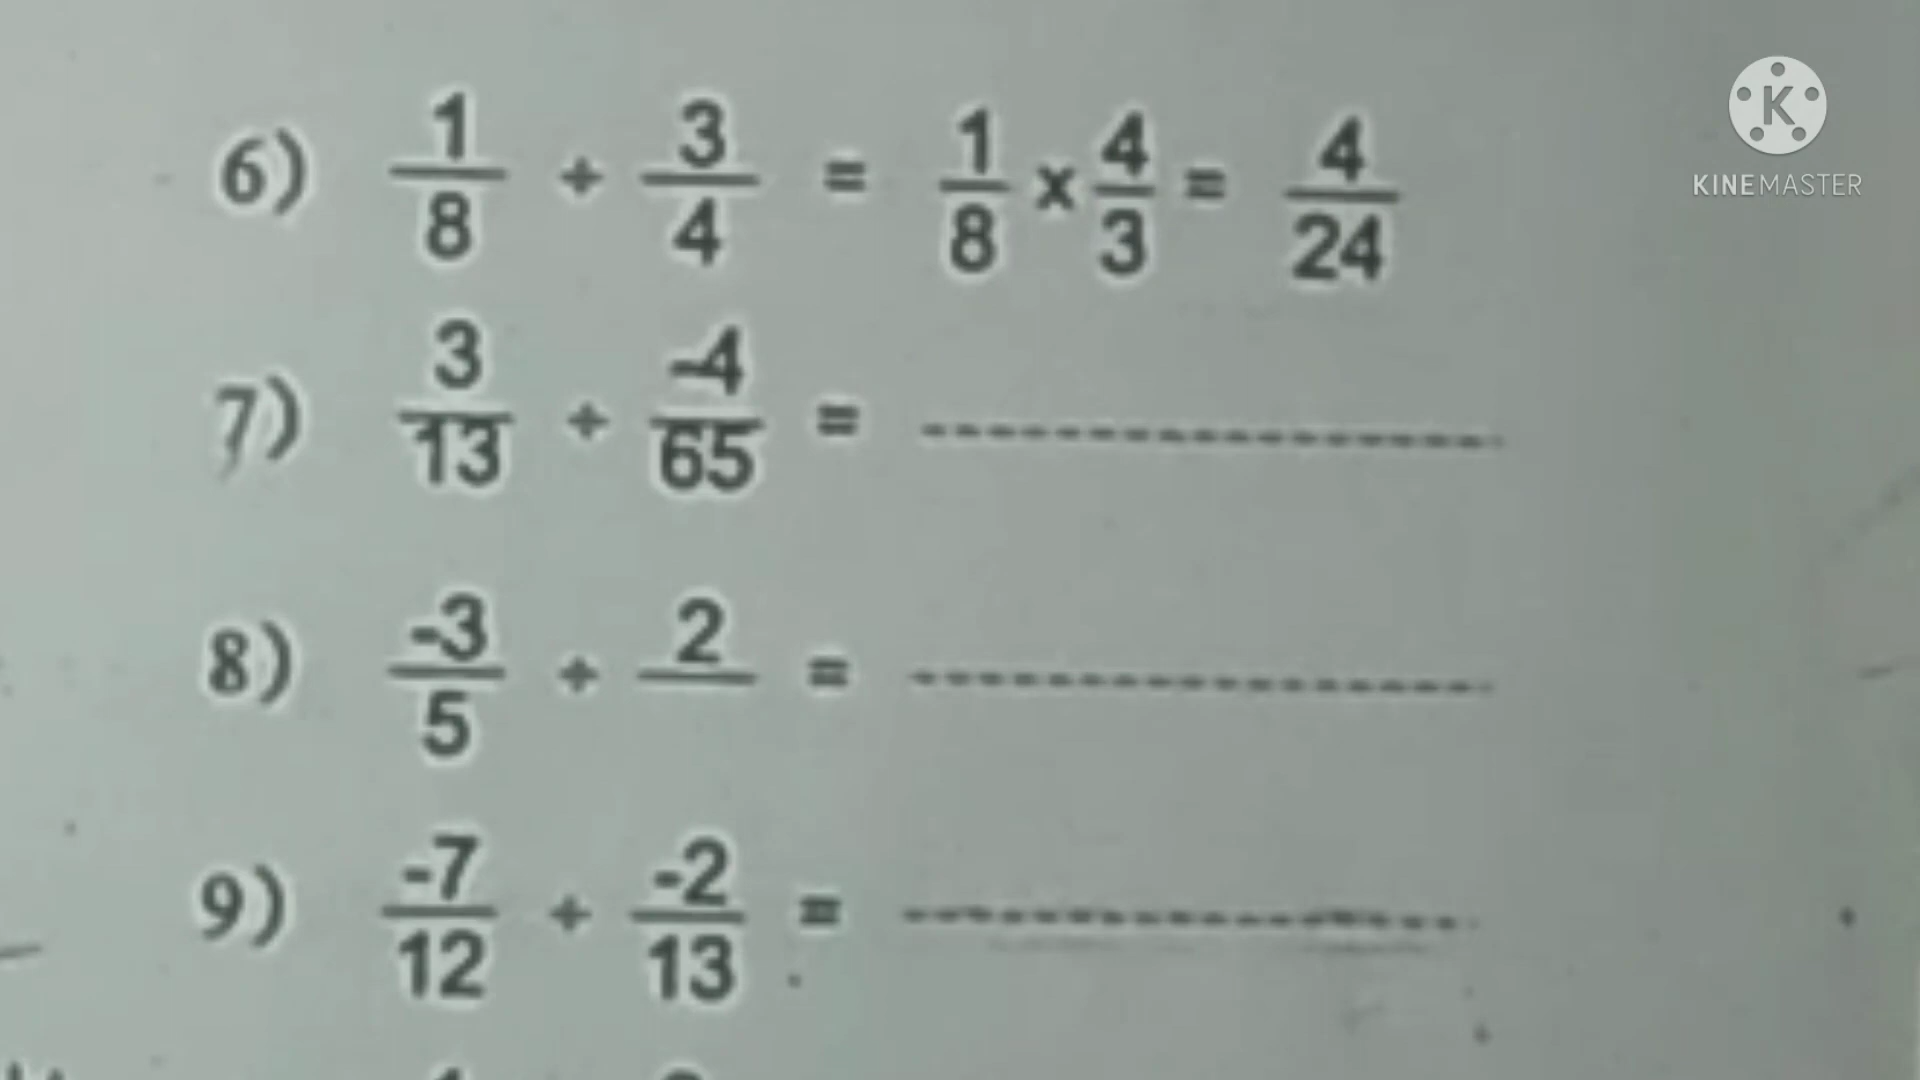 KINEMASTER
6) 1/8 ÷ 3/4 = 1/8 x 4/3 = 4/24
7) 3/13 ÷ -4/65 = --------------------
8) -3/5 ÷ 2/ = --------------------
9) -7/12 ÷ -2/13 = --------------------